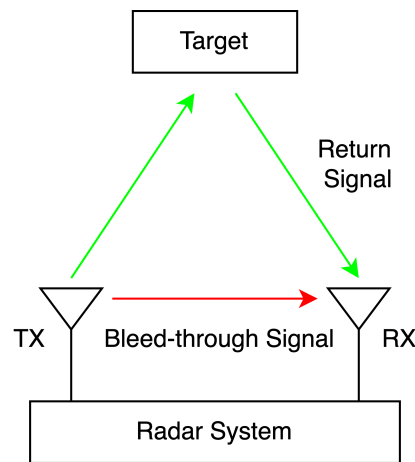 Target
Return
Signal
TX
Bleed-through Signal
RX
Radar System